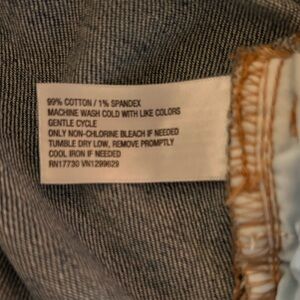 99% COTTON / 1% SPANDEX
MACHINE WASH COLD WITH LIKE COLORS
GENTLE CYCLE
ONLY NON-CHLORINE BLEACH IF NEEDED
TUMBLE DRY LOW, REMOVE PROMPTLY
COOL IRON IF NEEDED
RN17730 VN1299629